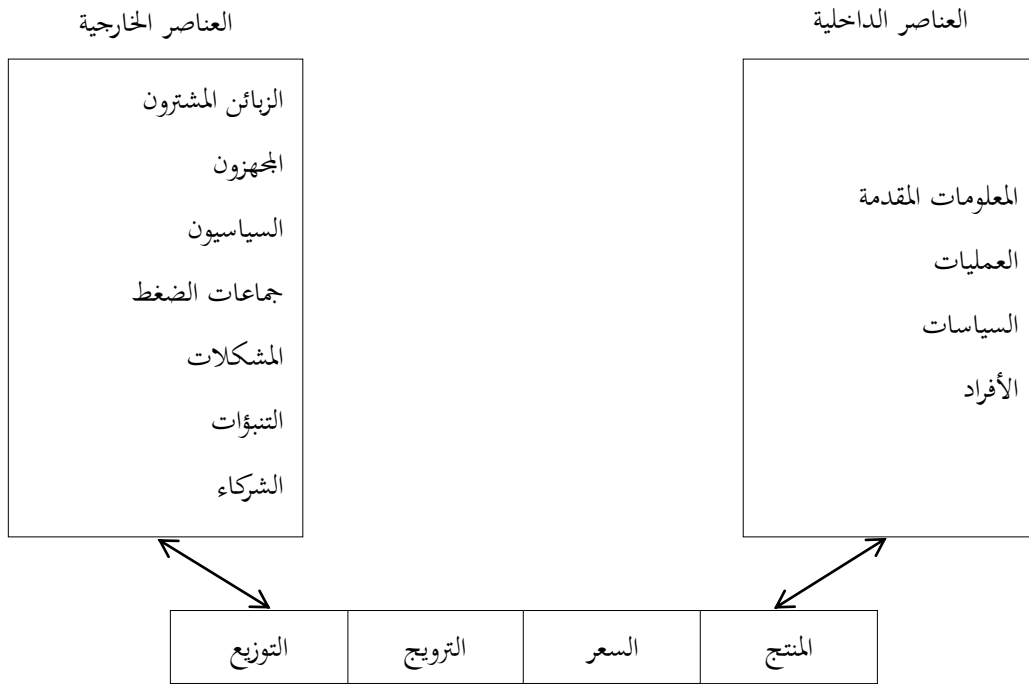 العناصر الداخلية
المعلومات المقدمة
العمليات
السياسات
الأفراد
العناصر الخارجية
الزبائن المشترون
المجهزون
السياسيون
جماعات الضغط
المشكلات
التنبؤات
الشركاء
المنتج
السعر
الترويج
التوزيع